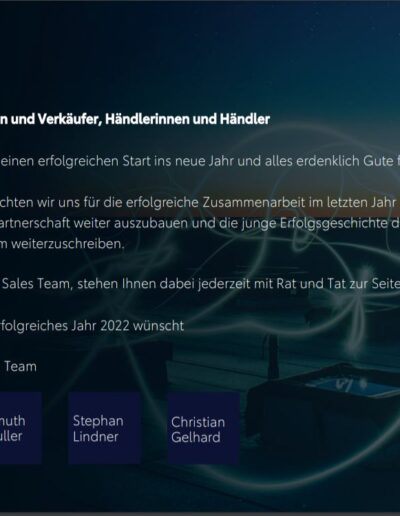 n und Verkäufer, Händlerinnen und Händler
einen erfolgreichen Start ins neue Jahr und alles erdenklich Gute f
chten wir uns für die erfolgreiche Zusammenarbeit im letzten Jahr
artnerschaft weiter auszubauen und die junge Erfolgsgeschichte d
m weiterzuschreiben.
Sales Team, stehen Ihnen dabei jederzeit mit Rat und Tat zur Seite
rfolgreiches Jahr 2022 wünscht
Team
muth
uller
Stephan
Lindner
Christian
Gelhard